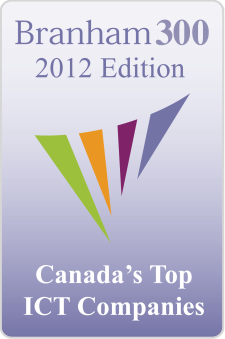 Branham300
2012 Edition
Canada's Top
ICT Companies